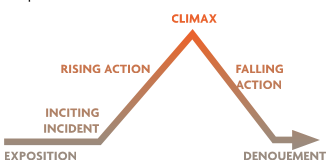 CLIMAX
RISING ACTION
FALLING
ACTION
INCITING
INCIDENT
EXPOSITION
DENOUEMENT